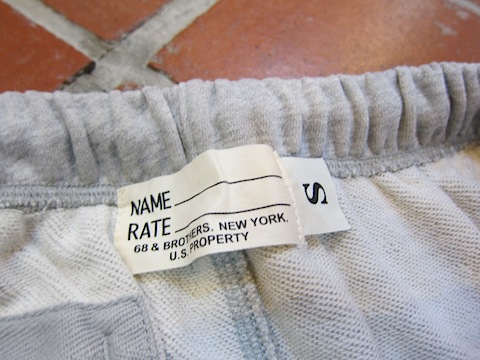 NAME
RATE
68 & BROTHERS. NEW YORK.
U.S. PROPERTY
S